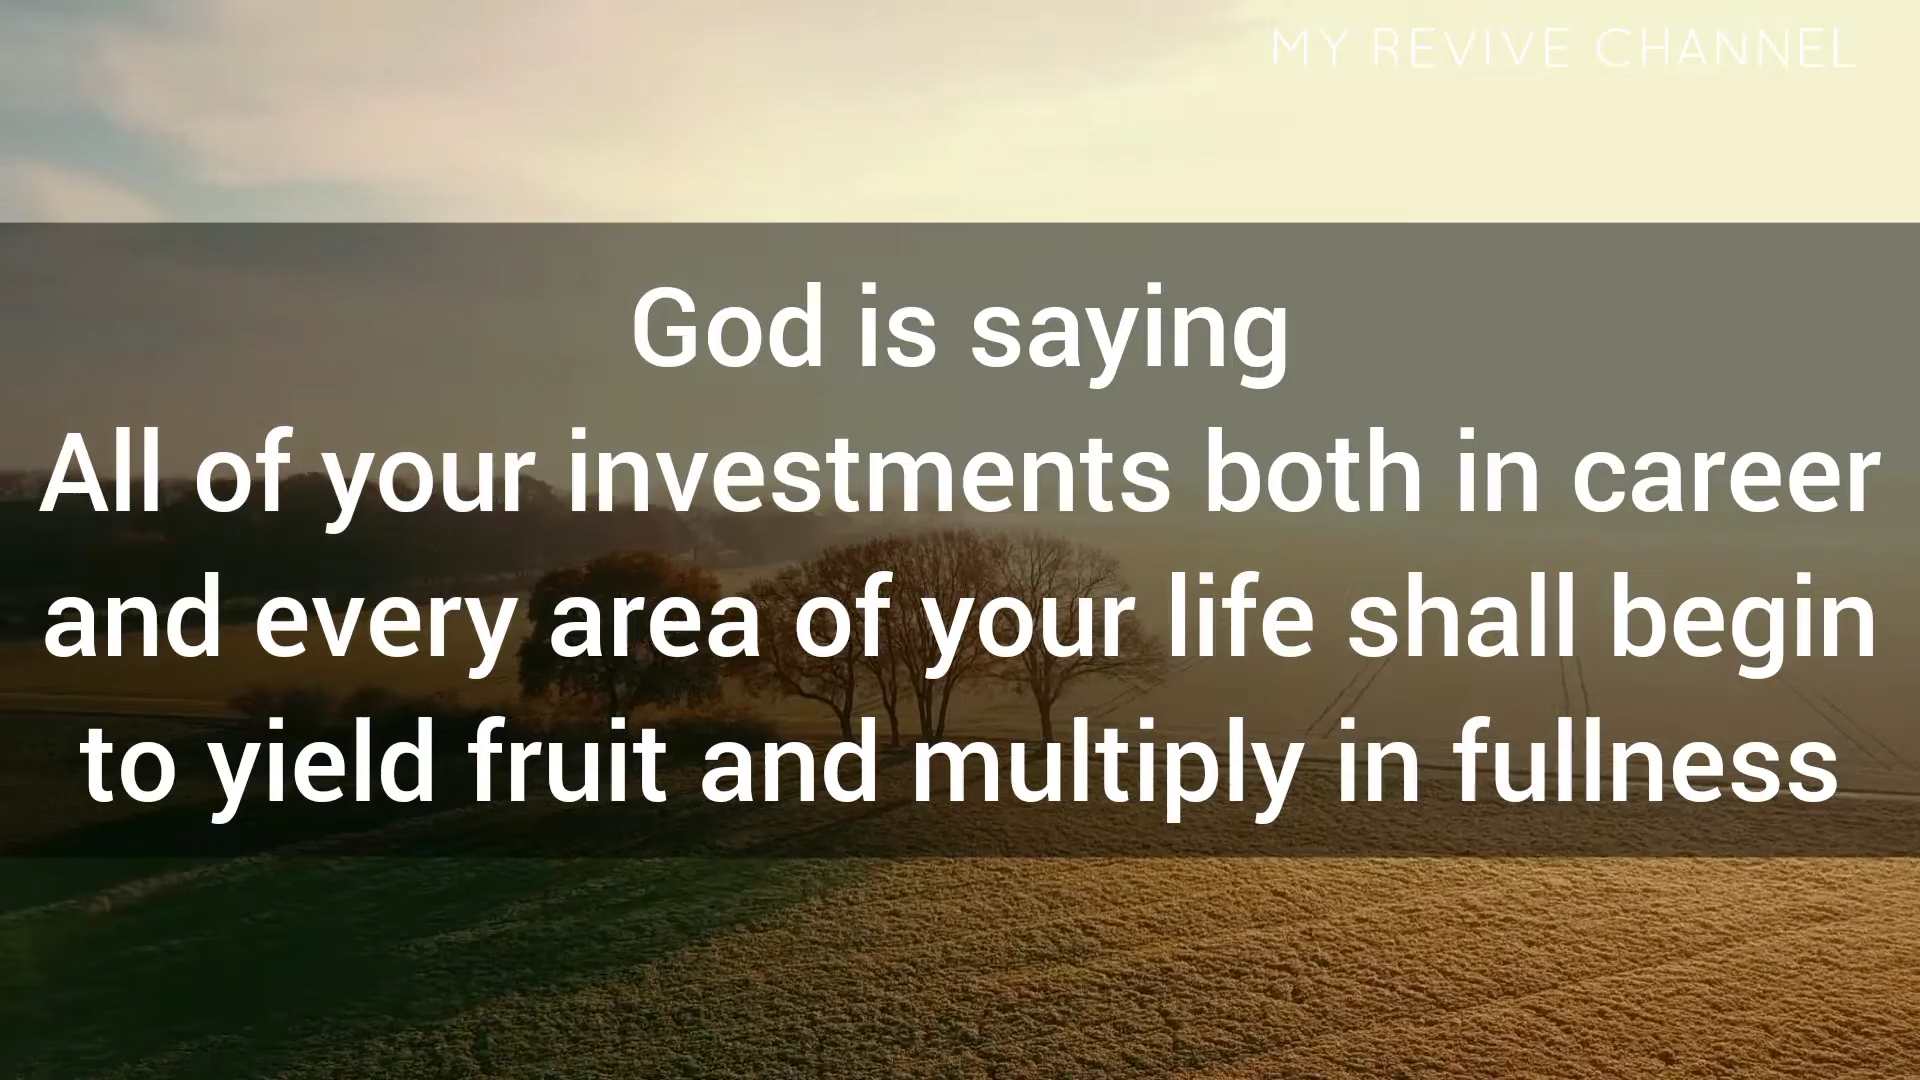 MY REVIVE CHANNEL
God is saying
All of your investments both in career
and every area of your life shall begin
to yield fruit and multiply in fullness